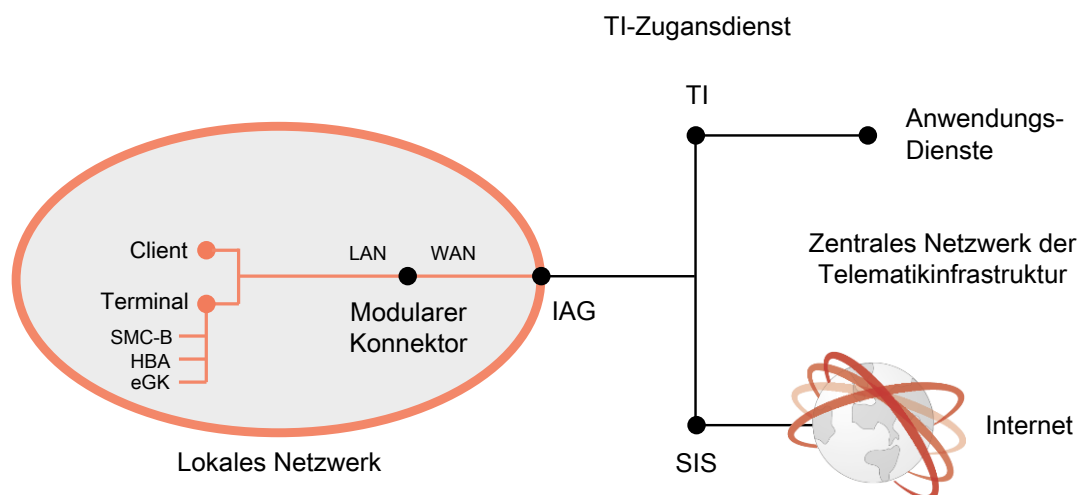 TI-Zugansdienst
TI
Anwendungs-
Dienste
Client
LAN
WAN
Zentrales Netzwerk der
Telematikinfrastruktur
Terminal
Modularer
Konnektor
IAG
SMC-B
HBA
eGK
Internet
Lokales Netzwerk
SIS